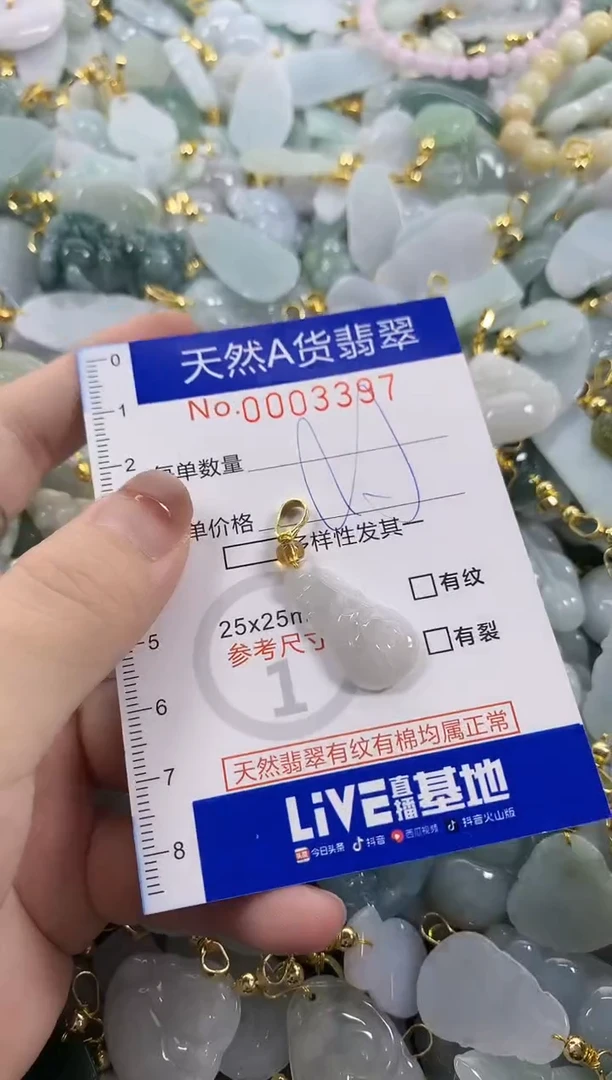 0
天然A货翡翠
No.0003397
1
2
单数量
单价格
多样性发其一
有纹
25x25m
参考尺寸
有裂
5
1
6
天然翡翠有纹有棉均属正常
7
LiVE直播基地
8
头条 今日头条 抖音 西瓜视频 抖音火山版